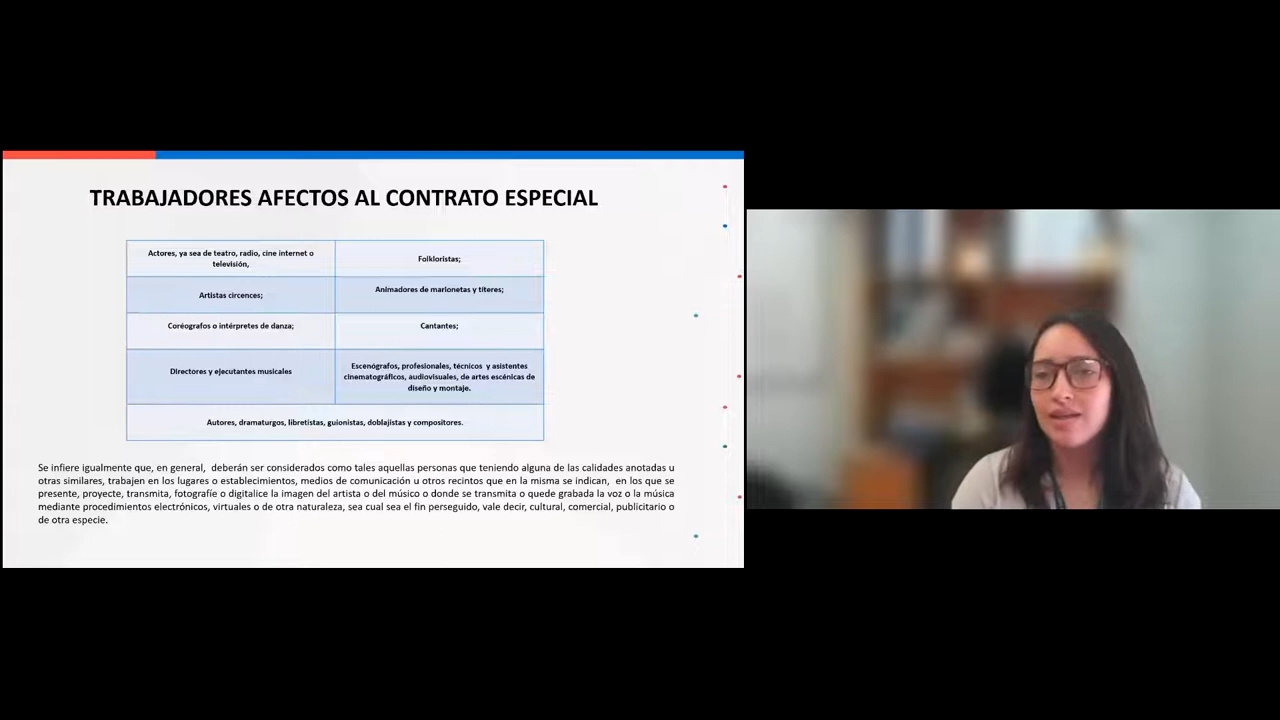 TRABAJADORES AFECTOS AL CONTRATO ESPECIAL
Actores, ya sea de teatro, radio, cine internet o
televisión,
Folkloristas;
Artistas circences;
Animadores de marionetas y títeres;
Coréografos o intérpretes de danza;
Cantantes;
Directores y ejecutantes musicales
Escenógrafos, profesionales, técnicos y asistentes
cinematográficos, audiovisuales, de artes escénicas de
diseño y montaje.
Autores, dramaturgos, libretistas, guionistas, doblajistas y compositores.
Se infiere igualmente que, en general, deberán ser considerados como tales aquellas personas que teniendo alguna de las calidades anotadas u
otras similares, trabajen en los lugares o establecimientos, medios de comunicación u otros recintos que en la misma se indican, en los que se
presente, proyecte, transmita, fotografíe o digitalice la imagen del artista o del músico o donde se transmita o quede grabada la voz o la música
mediante procedimientos electrónicos, virtuales o de otra naturaleza, sea cual sea el fin perseguido, vale decir, cultural, comercial, publicitario o
de otra especie.